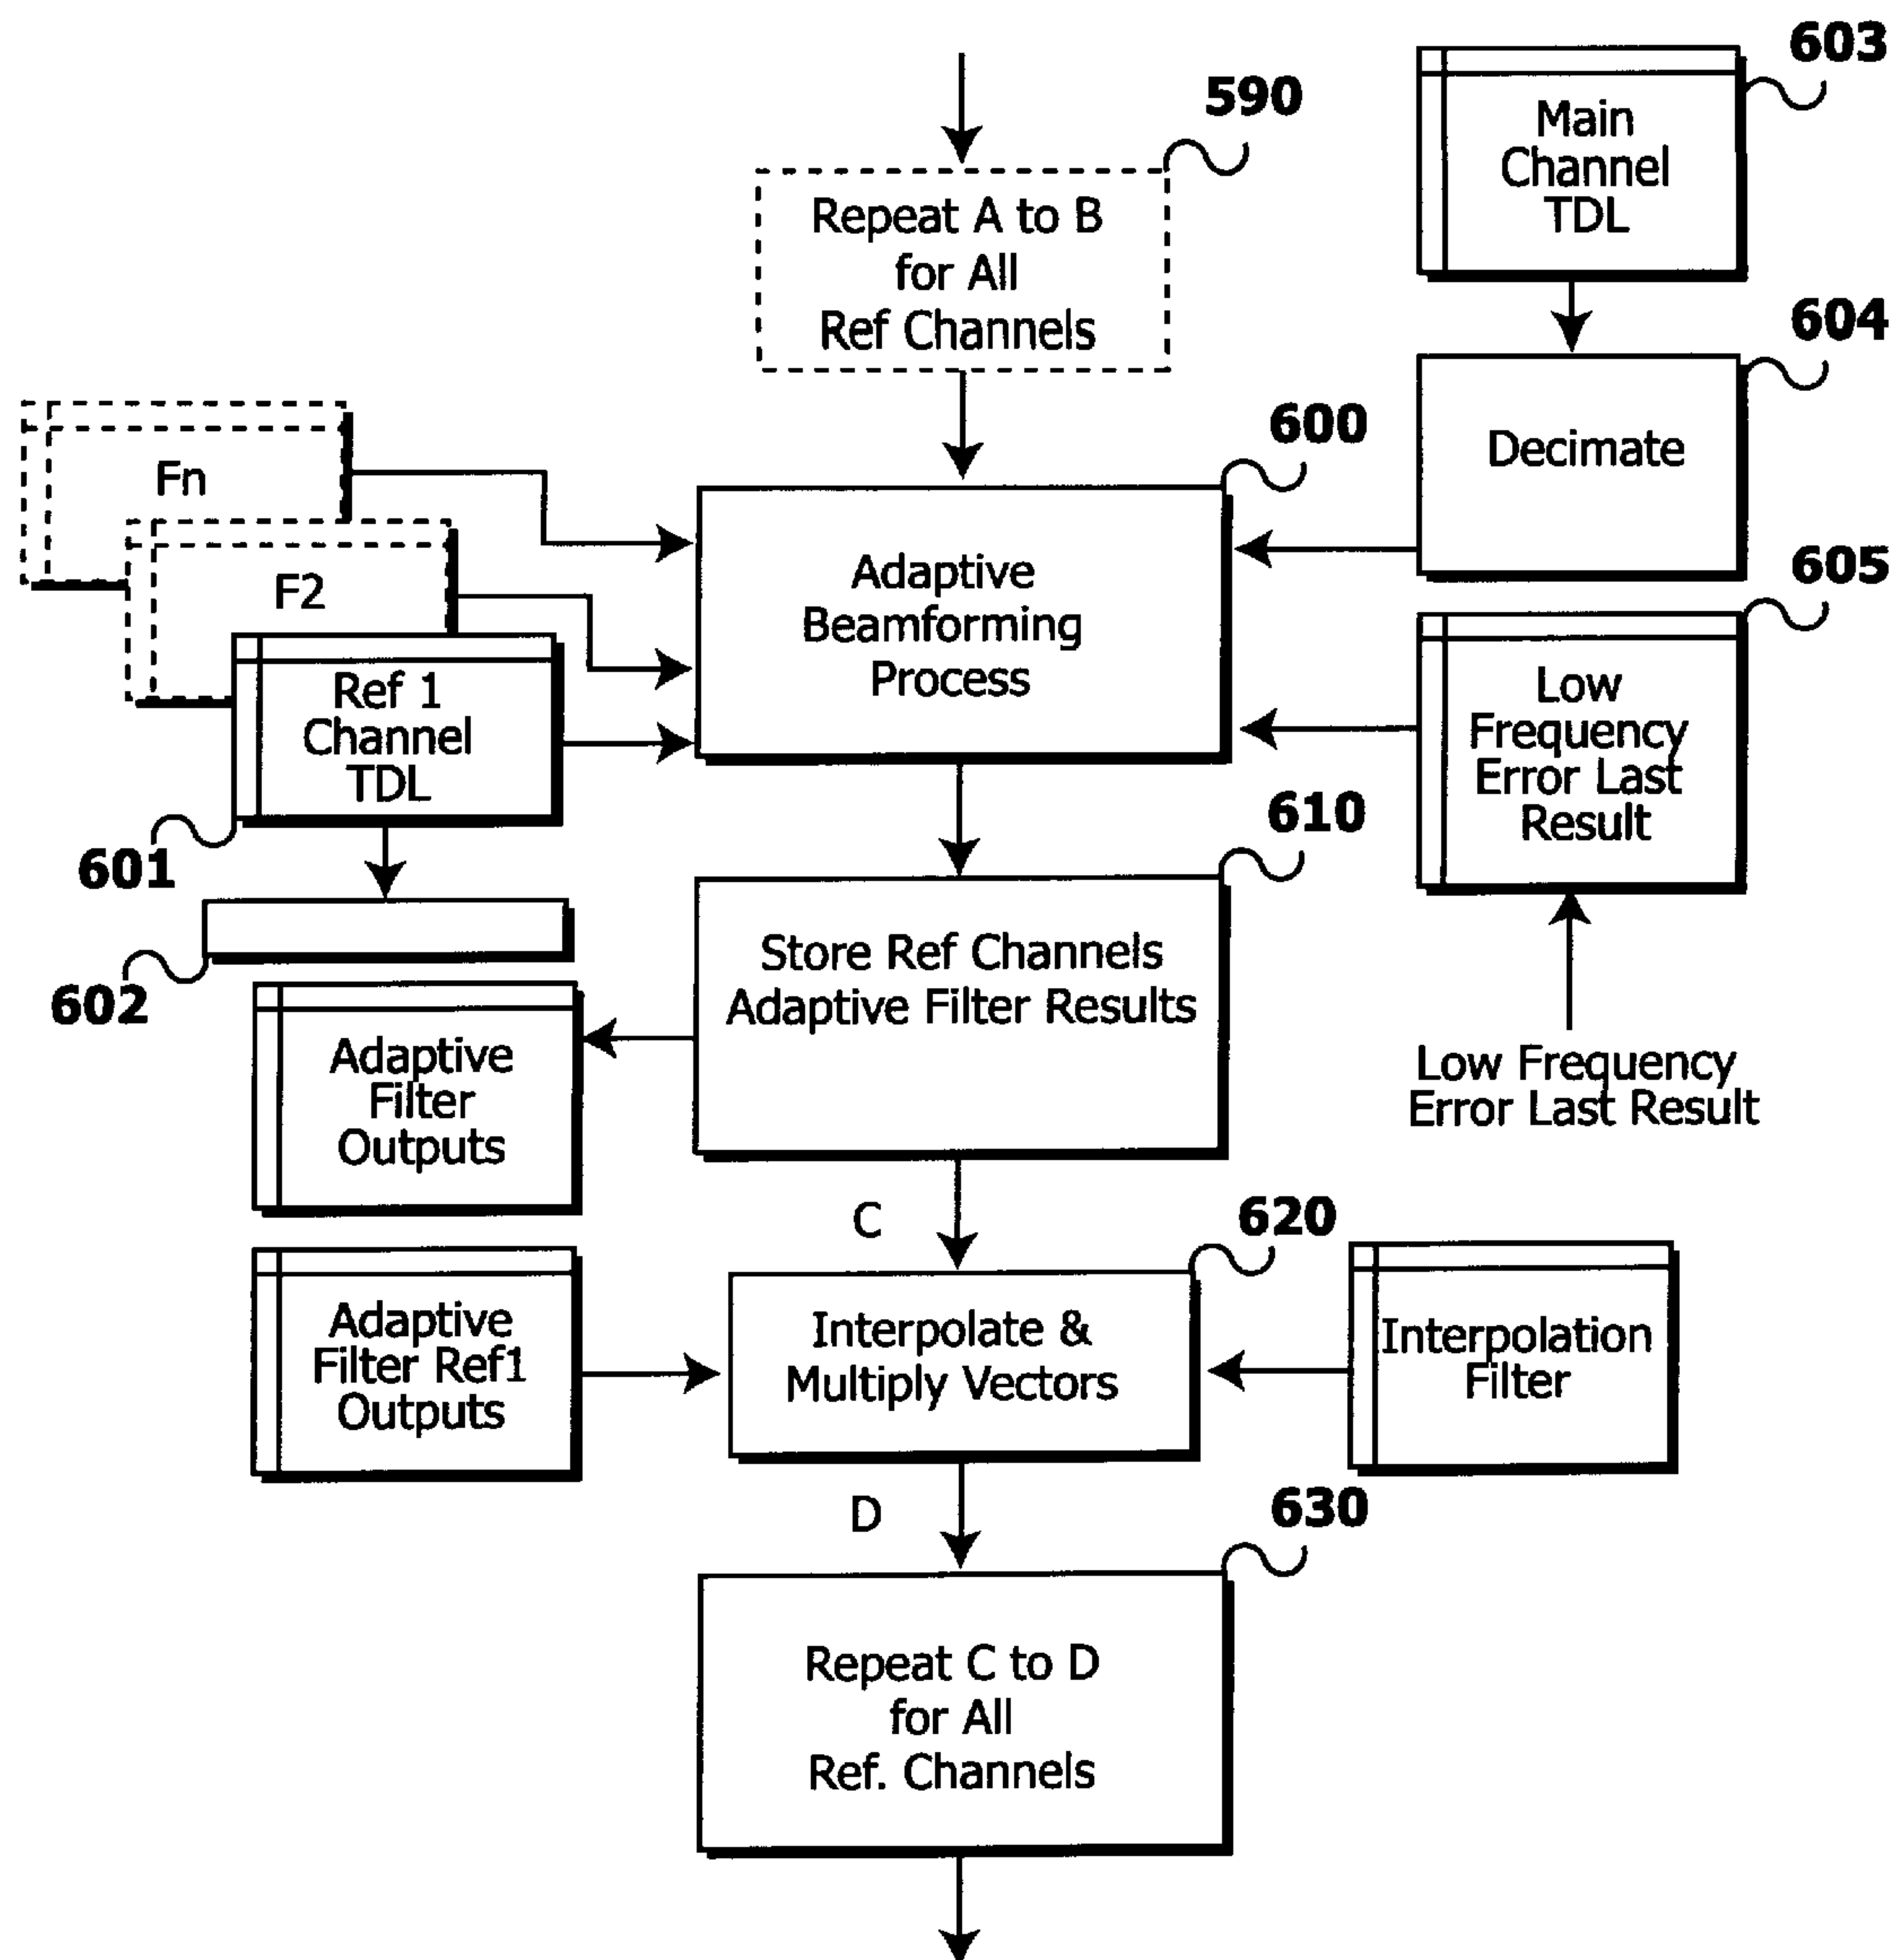 603
Main
Channel
TDL
590
Repeat A to B
for All
Ref Channels
604
Decimate
600
Adaptive
Beamforming
Process
Fn
F2
Ref 1
Channel
TDL
601
602
605
Low
Frequency
Error Last
Result
Low Frequency
Error Last Result
610
Store Ref Channels
Adaptive Filter Results
Adaptive
Filter
Outputs
C
620
Interpolate &
Multiply Vectors
Adaptive
Filter Ref1
Outputs
Interpolation
Filter
D
630
Repeat C to D
for All
Ref. Channels